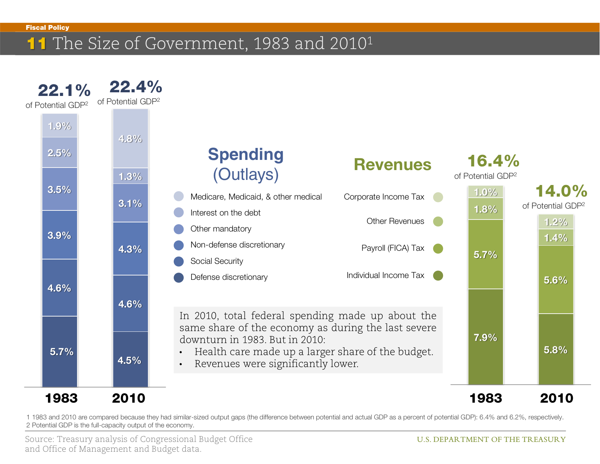 Fiscal Policy
11 The Size of Government, 1983 and 2010¹
22.1%
of Potential GDP²
22.4%
of Potential GDP²
1.9%
2.5%
3.5%
3.9%
4.6%
5.7%
1983
4.8%
1.3%
3.1%
4.3%
4.6%
4.5%
2010
Spending
(Outlays)
Medicare, Medicaid, & other medical
Interest on the debt
Other mandatory
Non-defense discretionary
Social Security
Defense discretionary
Revenues
Corporate Income Tax
Other Revenues
Payroll (FICA) Tax
Individual Income Tax
16.4%
of Potential GDP²
1.0%
1.8%
5.7%
7.9%
1983
14.0%
of Potential GDP²
1.2%
1.4%
5.6%
5.8%
2010
In 2010, total federal spending made up about the
same share of the economy as during the last severe
downturn in 1983. But in 2010:
• Health care made up a larger share of the budget.
• Revenues were significantly lower.
1 1983 and 2010 are compared because they had similar-sized output gaps (the difference between potential and actual GDP as a percent of potential GDP): 6.4% and 6.2%, respectively.
2 Potential GDP is the full-capacity output of the economy.
Source: Treasury analysis of Congressional Budget Office
and Office of Management and Budget data.
U.S. DEPARTMENT OF THE TREASURY